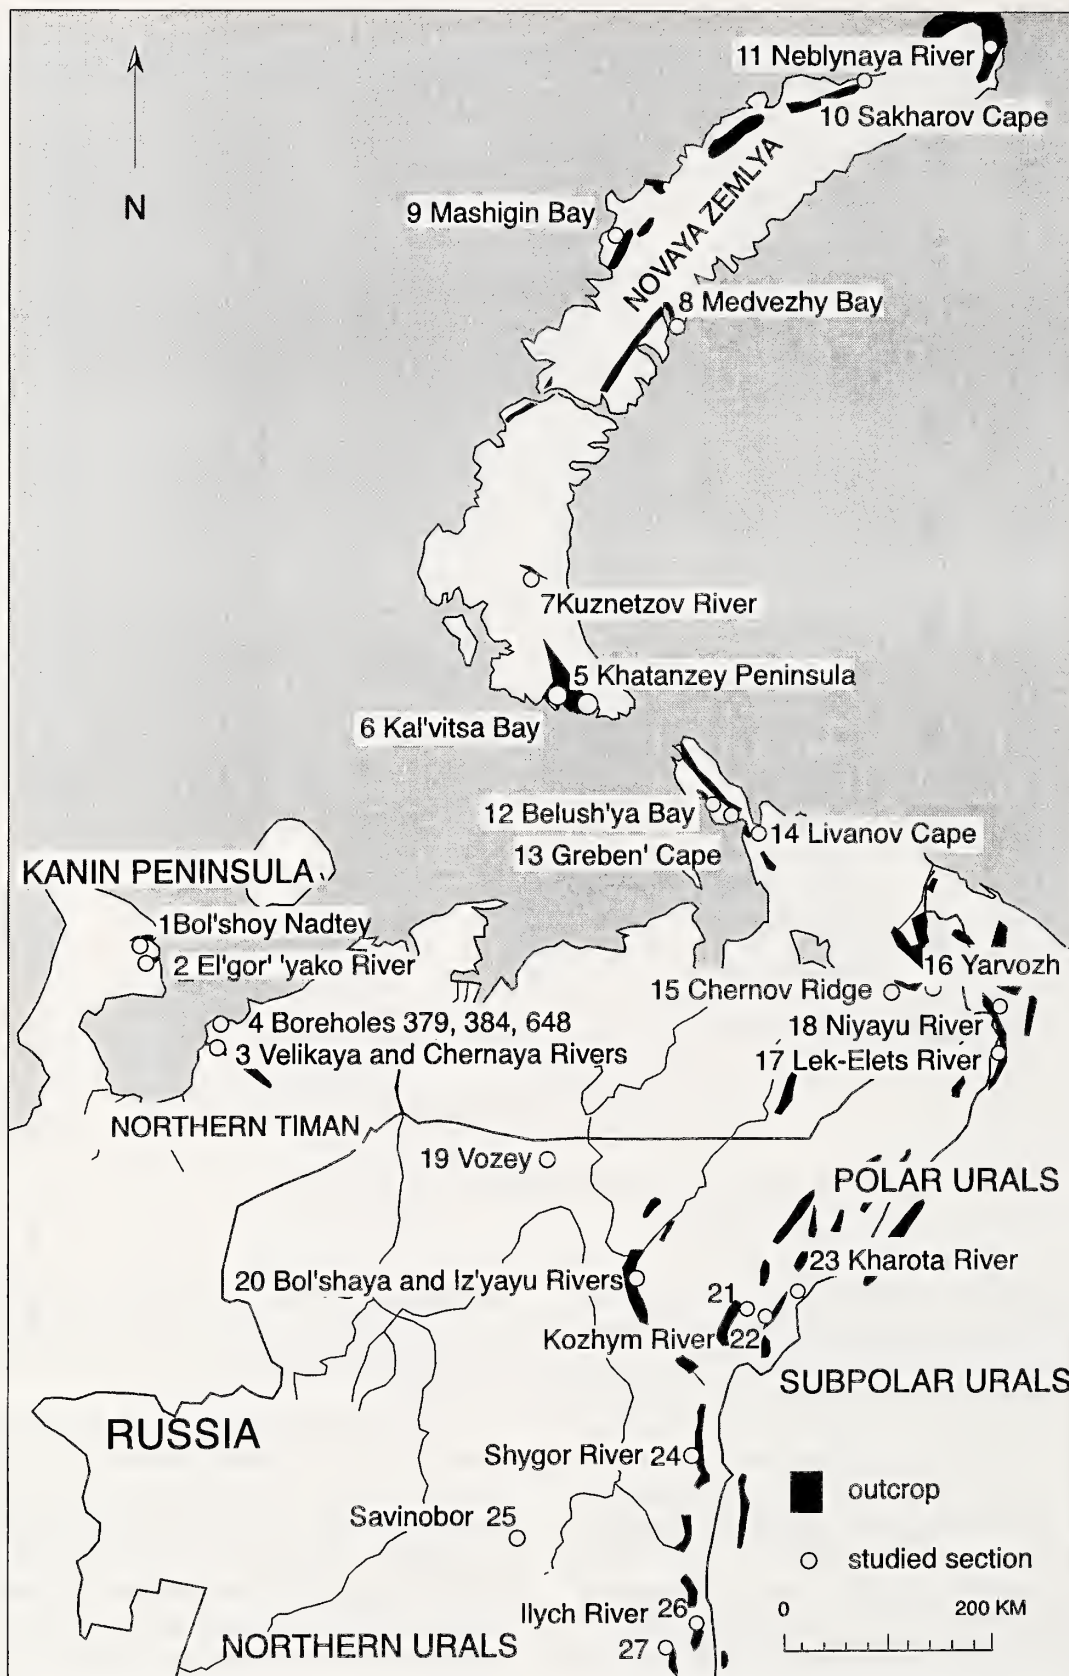 11 Neblynaya River
10 Sakharov Cape
N
9 Mashigin Bay
NOVAYA ZEMLYA
8 Medvezhy Bay
7Kuznetzov River
5 Khatanzey Peninsula
6 Kal'vitsa Bay
12 Belush'ya Bay
14 Livanov Cape
13 Greben' Cape
KANIN PENINSULA
1Bol'shoy Nadtey
2 El'gor' 'yako River
16 Yarvozh
15 Chernov Ridge
4 Boreholes 379, 384, 648
18 Niyayu River
3 Velikaya and Chernaya Rivers
17 Lek-Elets River
NORTHERN TIMAN
19 Vozey
POLAR URALS
23 Kharota River
20 Bol'shaya and Iz'yayu Rivers
21
Kozhym River 22
SUBPOLAR URALS
RUSSIA
Shygor River 24
outcrop
Savinobor 25
studied section
Ilych River 26
0 200 KM
NORTHERN URALS
27